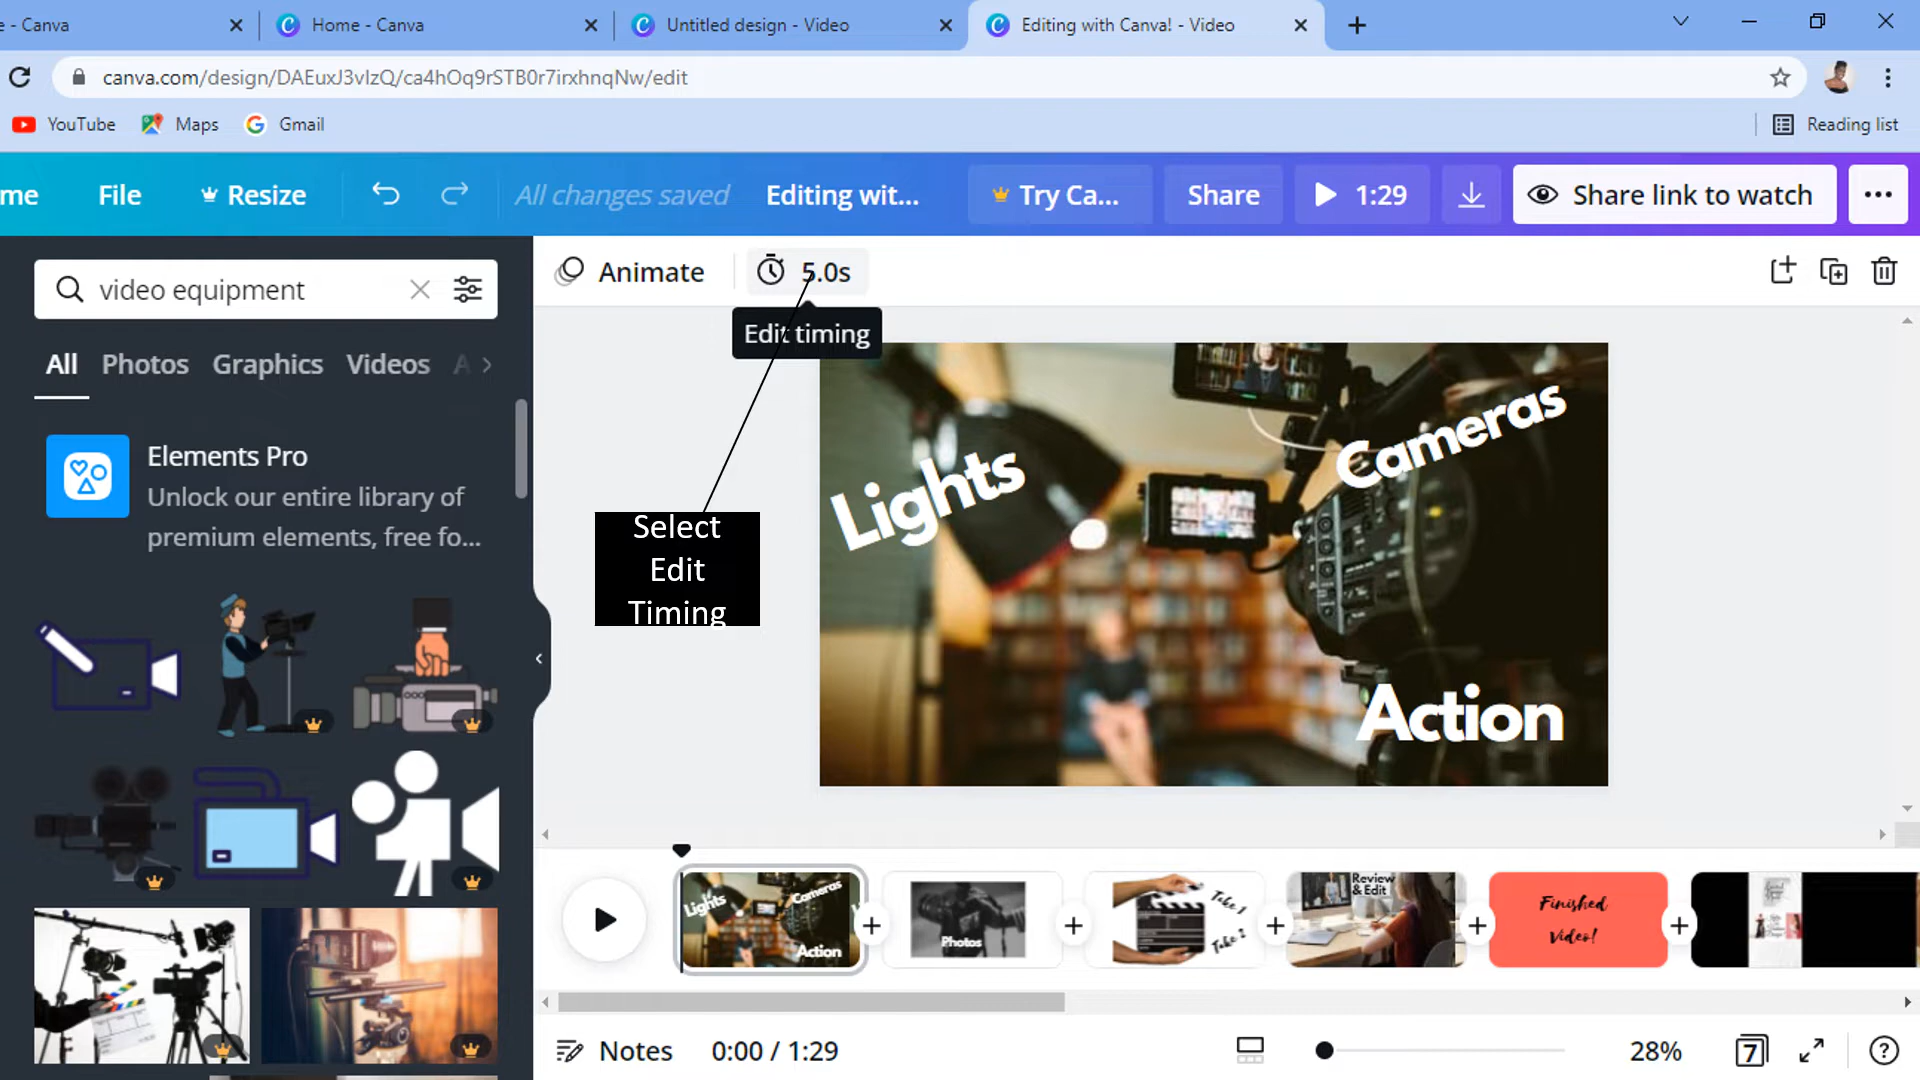 e - Canva
Home - Canva
Untitled design - Video
Editing with Canva! - Video
canva.com/design/DAEuxJ3vIzQ/ca4hOq9rSTB0r7irxhnqNw/edit
YouTube
Maps
Gmail
Reading list
me
File
Resize
All changes saved
Editing wit...
Try Ca...
Share
1:29
Share link to watch
video equipment
All
Photos
Graphics
Videos
A
Elements Pro
Unlock our entire library of
premium elements, free fo...
Animate
5.0s
Edit timing
Select
Edit
Timing
Lights
Cameras
Action
Lights
Cameras
Action
Photos
Take 1
Take 2
Review
& Edit
Finished
Video!
Notes
0:00 / 1:29
28%
7